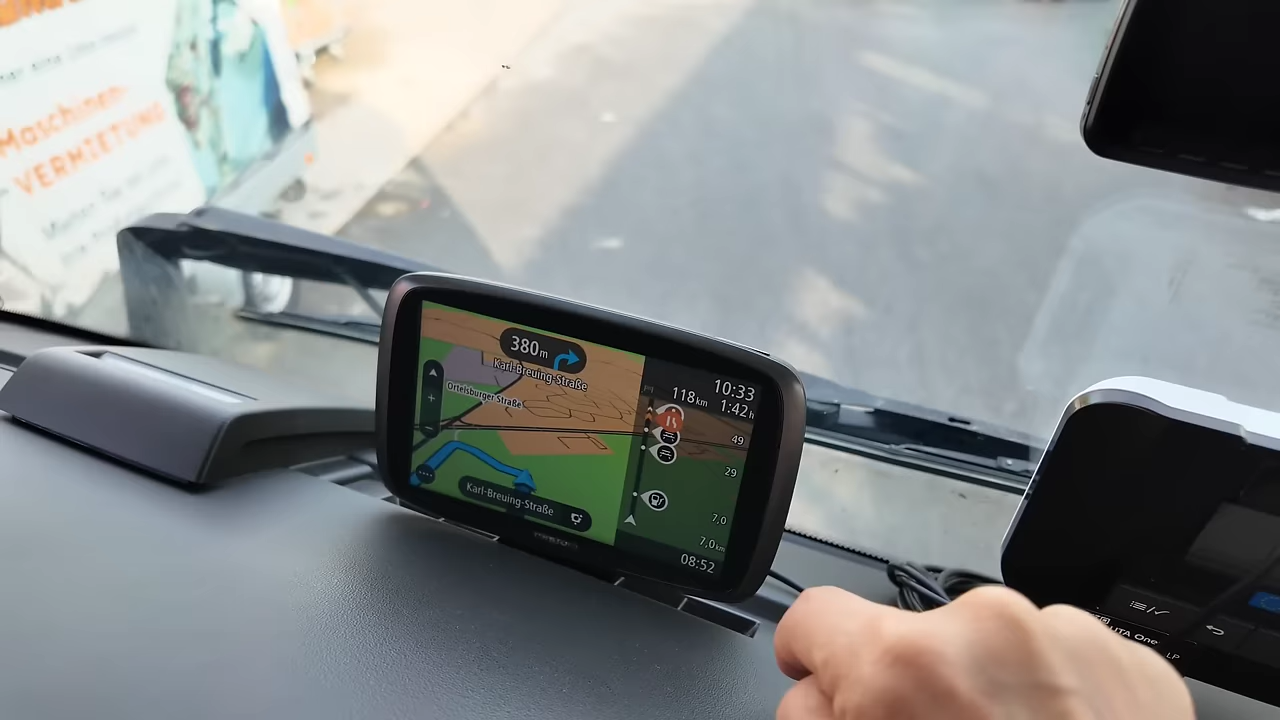 Maschinen-
VERMIETUNG
380 m
Karl-Breuing-Straße
Ortelsburger Straße
+
Karl-Breuing-Straße
10:33
118 km
1:42 h
49
29
7,0
7,0 km
08:52
One
LP